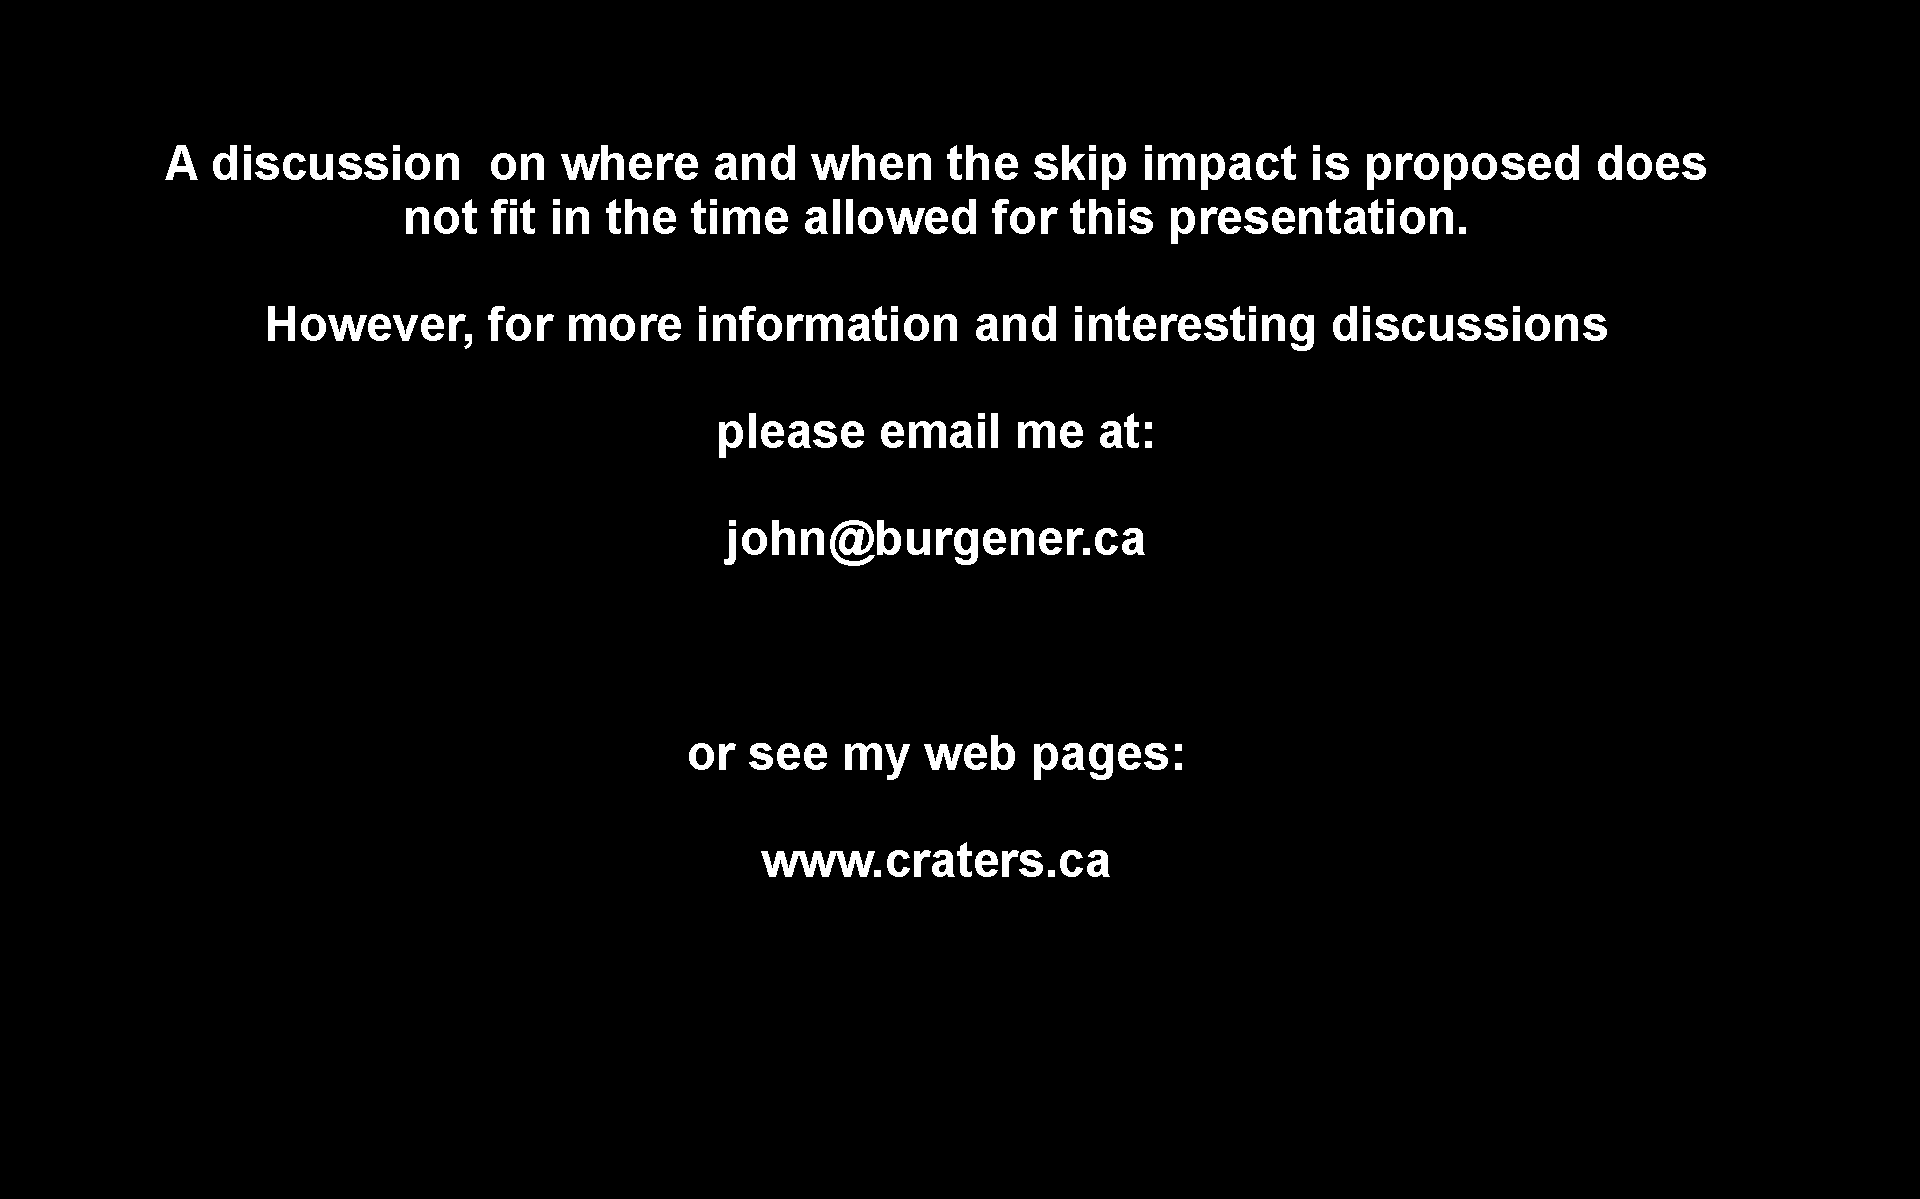 A discussion  on where and when the skip impact is proposed does
not fit in the time allowed for this presentation.
However, for more information and interesting discussions
please email me at:
john@burgener.ca
or see my web pages:
www.craters.ca